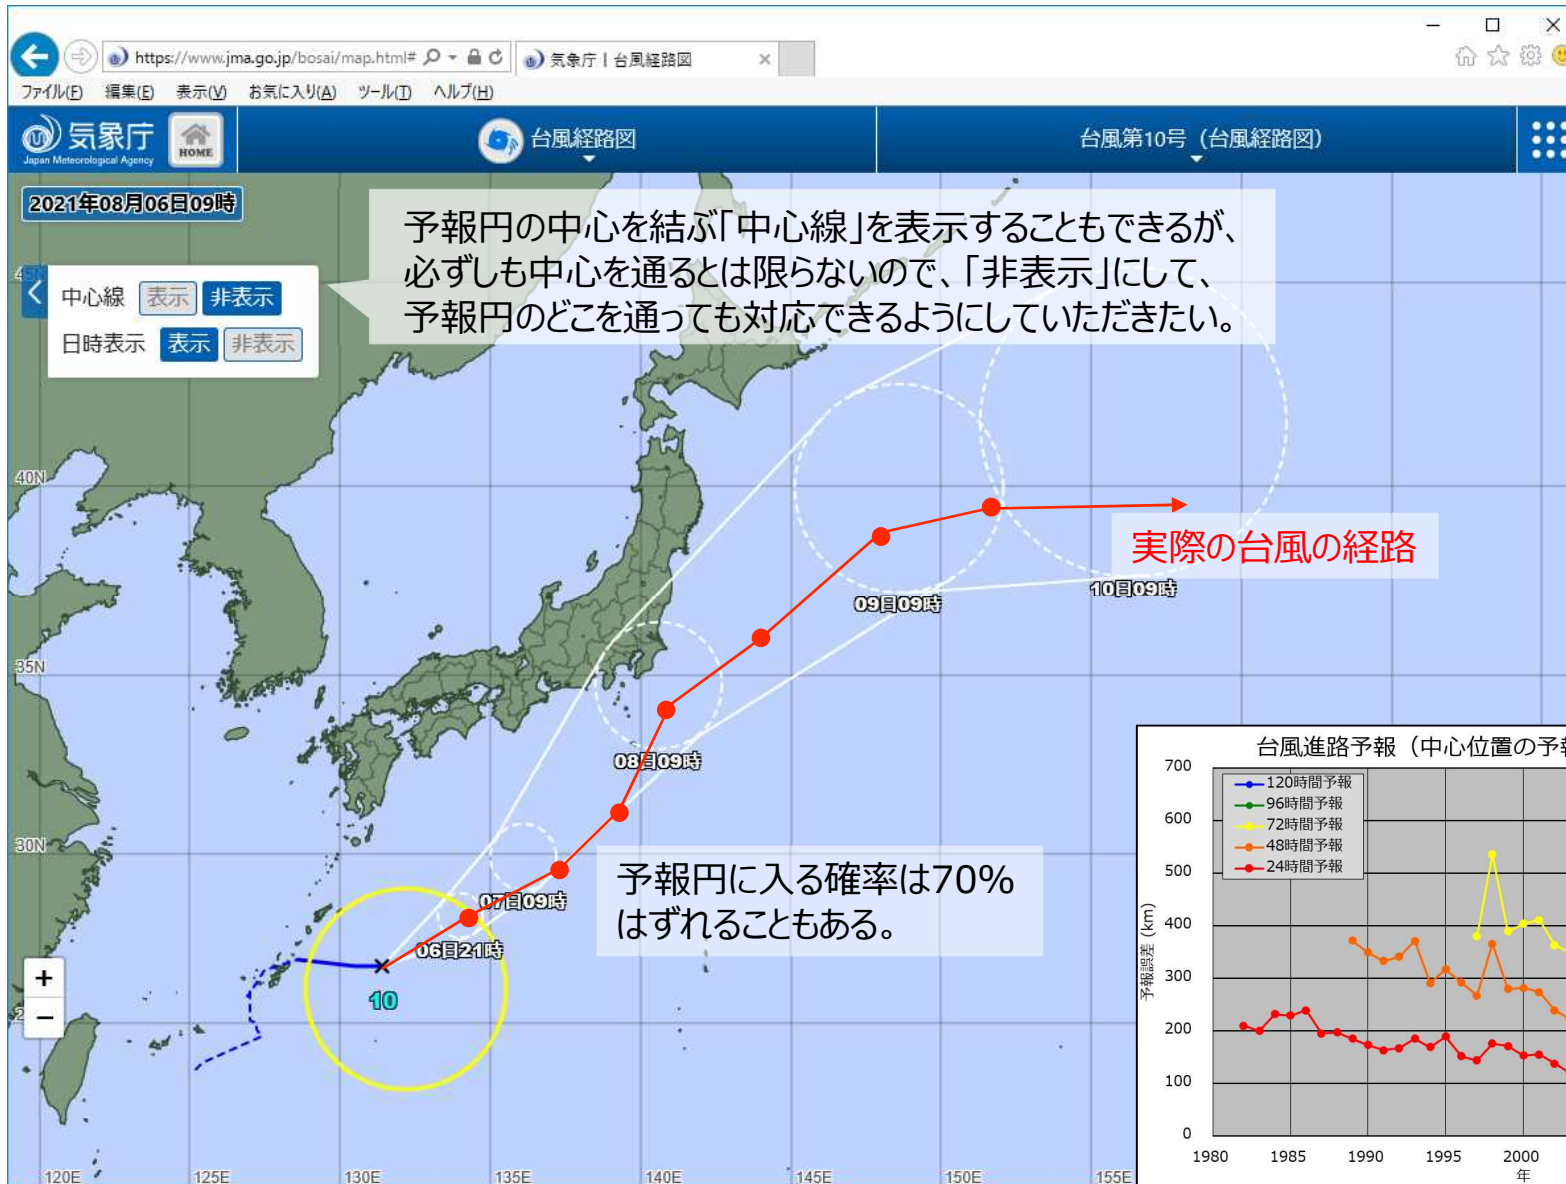 https://www.jma.go.jp/bosai/map.html#
気象庁 | 台風経路図
ファイル(F) 編集(E) 表示(V) お気に入り(A) ツール(T) ヘルプ(H)
気象庁
Japan Meteorological Agency
HOME
台風経路図
台風第10号（台風経路図）
2021年08月06日09時
予報円の中心を結ぶ「中心線」を表示することもできるが、
必ずしも中心を通るとは限らないので、「非表示」にして、
予報円のどこを通っても対応できるようにしていただきたい。
中心線 表示 非表示
日時表示 表示 非表示
40N
実際の台風の経路
10日09時
09日09時
35N
08日09時
30N
予報円に入る確率は70%
はずれることもある。
07日09時
06日21時
10
+
−
120E 125E 130E 135E 140E 145E 150E 155E
台風進路予報（中心位置の予
120時間予報
96時間予報
72時間予報
48時間予報
24時間予報
予報誤差 (km)
700
600
500
400
300
200
100
0
1980 1985 1990 1995 2000
年